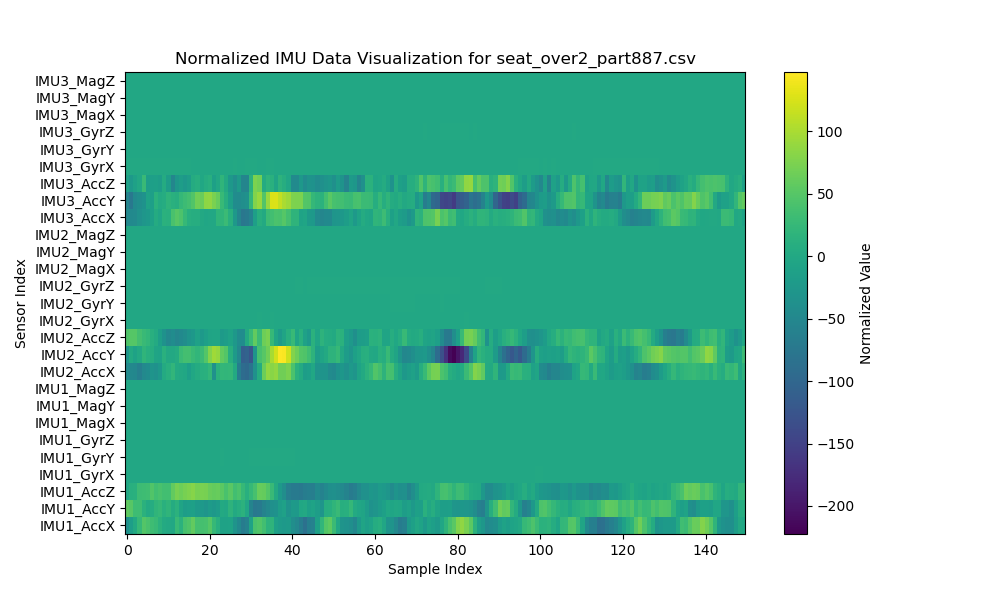 Normalized IMU Data Visualization for seat_over2_part887.csv
IMU3_MagZ
IMU3_MagY
IMU3_MagX
IMU3_GyrZ
IMU3_GyrY
IMU3_GyrX
IMU3_AccZ
IMU3_AccY
IMU3_AccX
IMU2_MagZ
IMU2_MagY
IMU2_MagX
IMU2_GyrZ
IMU2_GyrY
IMU2_GyrX
IMU2_AccZ
IMU2_AccY
IMU2_AccX
IMU1_MagZ
IMU1_MagY
IMU1_MagX
IMU1_GyrZ
IMU1_GyrY
IMU1_GyrX
IMU1_AccZ
IMU1_AccY
IMU1_AccX
Sensor Index
0 20 40 60 80 100 120 140
Sample Index
100
50
0
−50
−100
−150
−200
Normalized Value